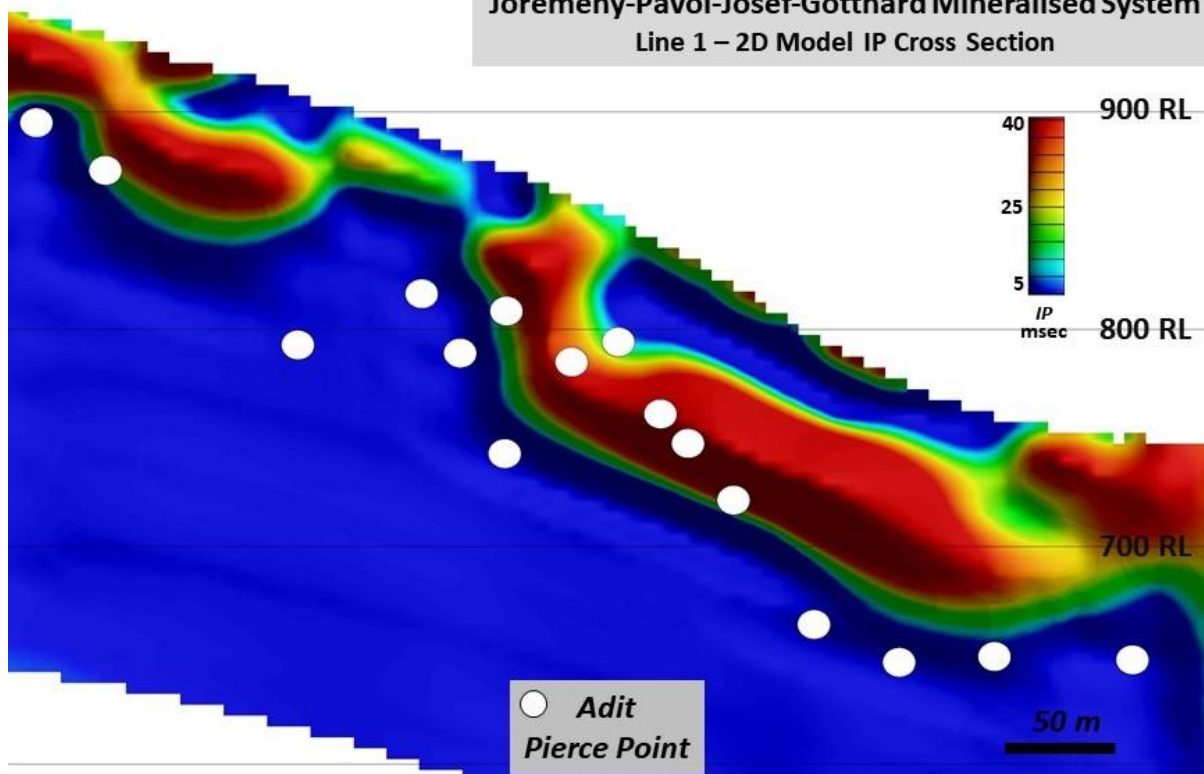 Joremeny-Pavol-Josef-Gotthard Mineralised System
Line 1 – 2D Model IP Cross Section
900 RL
40
25
5
IP
msec
800 RL
700 RL
Adit
Pierce Point
50 m